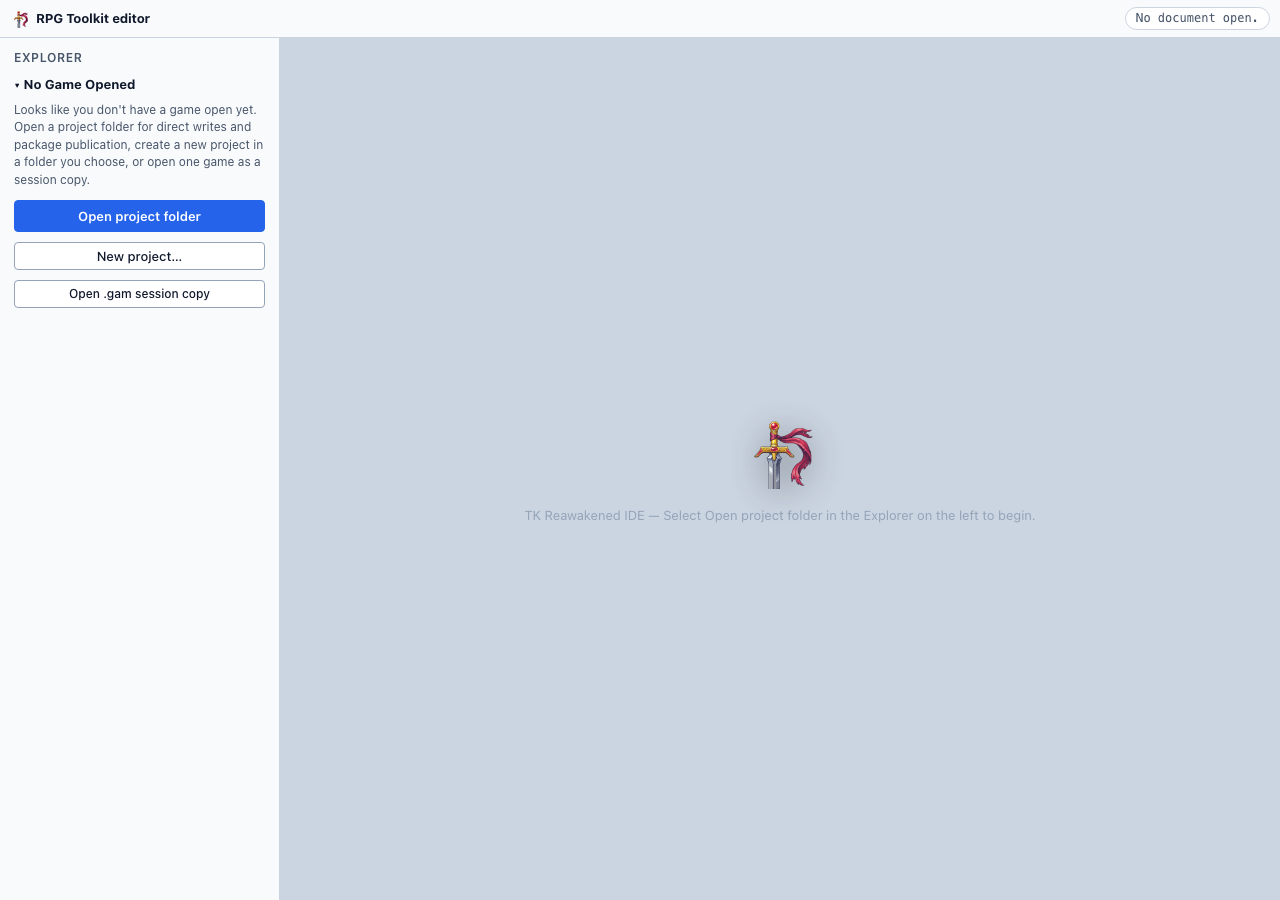 RPG Toolkit editor
No document open.
EXPLORER
▾ No Game Opened
Looks like you don't have a game open yet.
Open a project folder for direct writes and
package publication, create a new project in
a folder you choose, or open one game as a
session copy.
Open project folder
New project...
Open .gam session copy
TK Reawakened IDE — Select Open project folder in the Explorer on the left to begin.